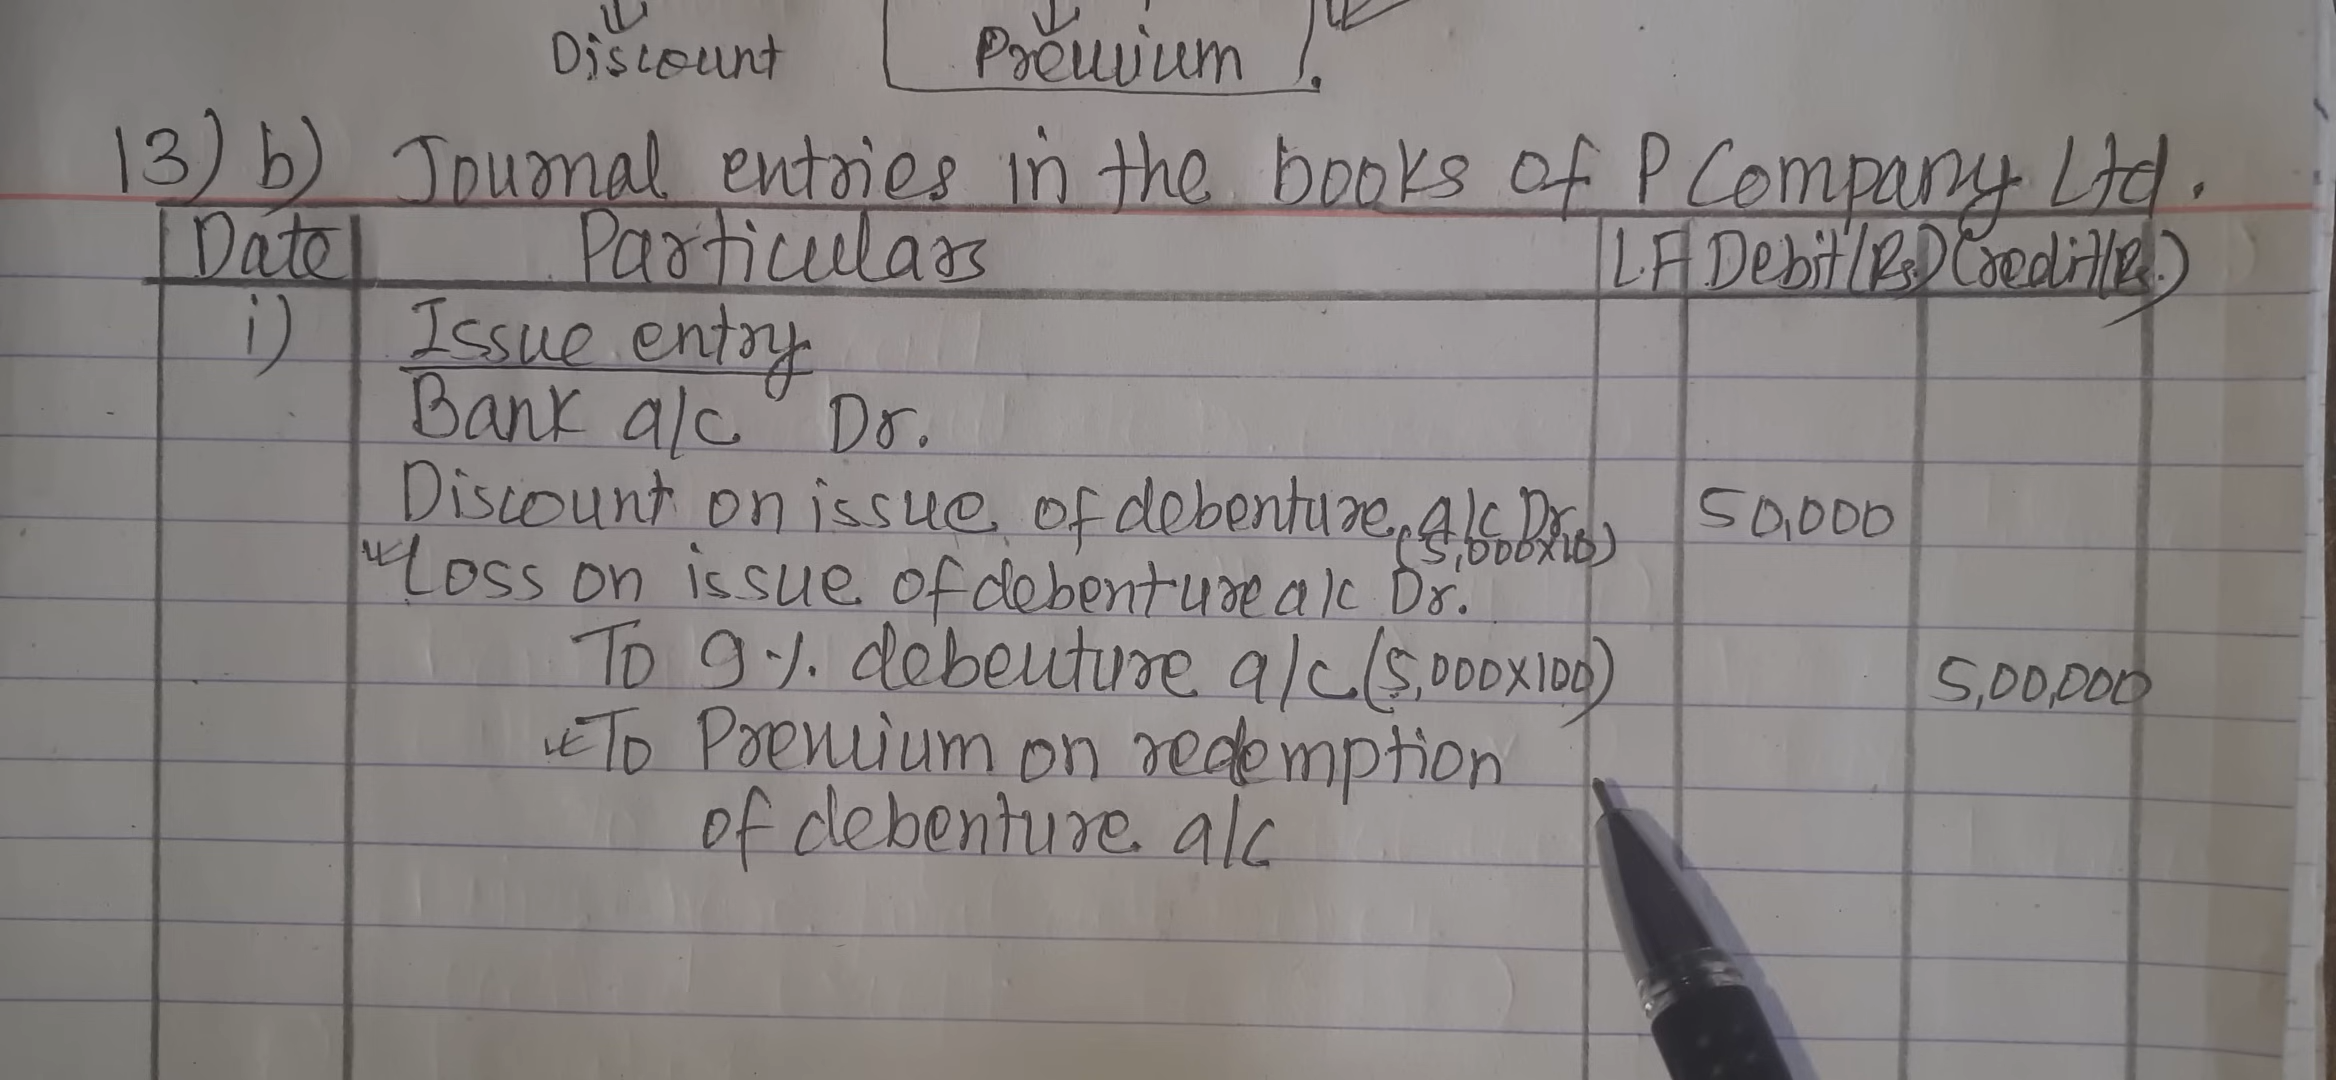 Discount Premium
13) b) Journal entries in the books of P Company Ltd.
Date Particulars LF Debit(Rs.) Credit(Rs.)
i) Issue entry
Bank a/c Dr.
Discount on issue of debenture a/c Dr. 50,000
(5,000x10)
Loss on issue of debenture a/c Dr.
To 9% debenture a/c (5,000x100) 5,00,000
To Premium on redemption
of debenture a/c